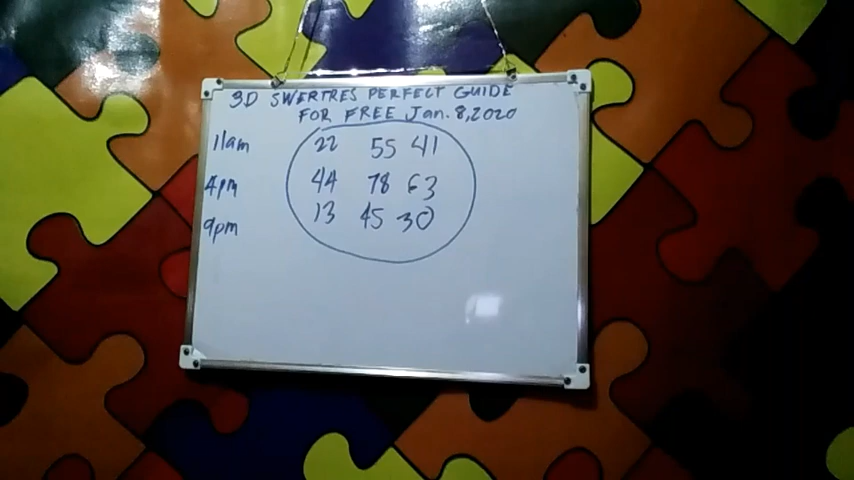 3D SWERTRES PERFECT GUIDE
FOR FREE Jan. 8,2020
11am 22 55 41
4pm 44 78 63
9pm 13 45 30